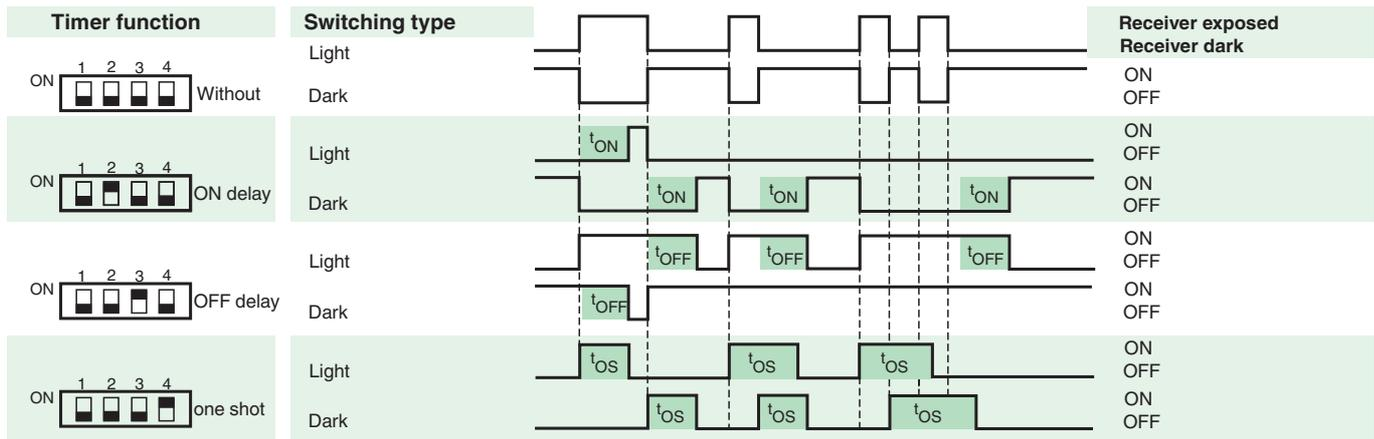 Timer function Switching type Receiver exposed
Receiver dark
Light
ON 1 2 3 4 Without
ON
Dark OFF
Light ON
OFF
tON
ON 1 2 3 4 ON delay
Dark ON
OFF
tON tON tON
Light ON
OFF
tOFF tOFF tOFF
ON 1 2 3 4 OFF delay
Dark ON
OFF
tOFF
Light ON
OFF
tOS tOS tOS
ON 1 2 3 4 one shot
Dark ON
OFF
tOS tOS tOS